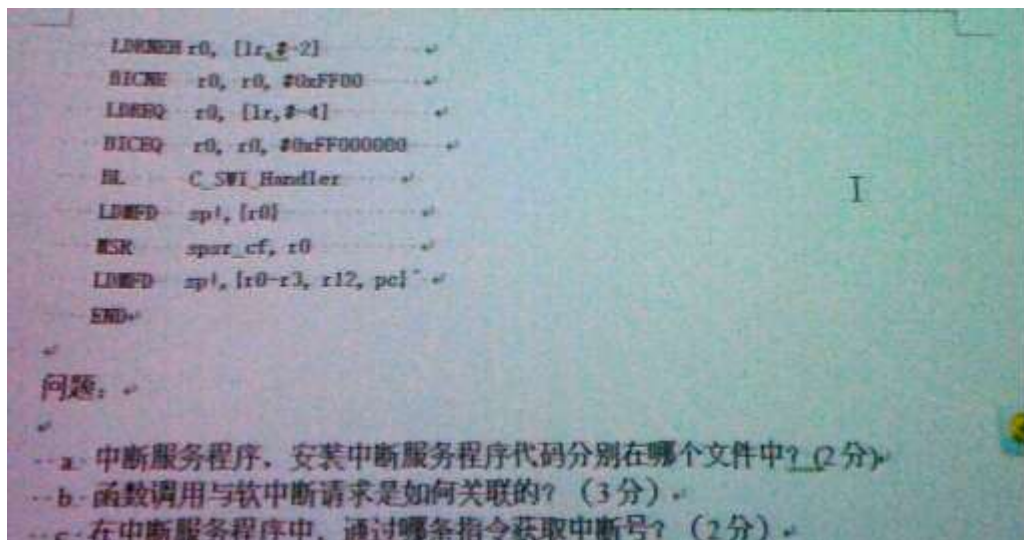 LDRNEH r0, [lr,#-2]
BICNE r0, r0, #0xFF00
LDREQ r0, [lr,#-4]
BICEQ r0, r0, #0xFF000000
BL C_SWI_Handler
LDMFD sp!, {r0}
MSR spsr_cf, r0
LDMFD sp!, {r0-r3, r12, pc}^
END
问题:
a 中断服务程序、安装中断服务程序代码分别在哪个文件中?(2分)
b 函数调用与软中断请求是如何关联的?(3分)
c 在中断服务程序中,通过哪条指令获取中断号?(2分)